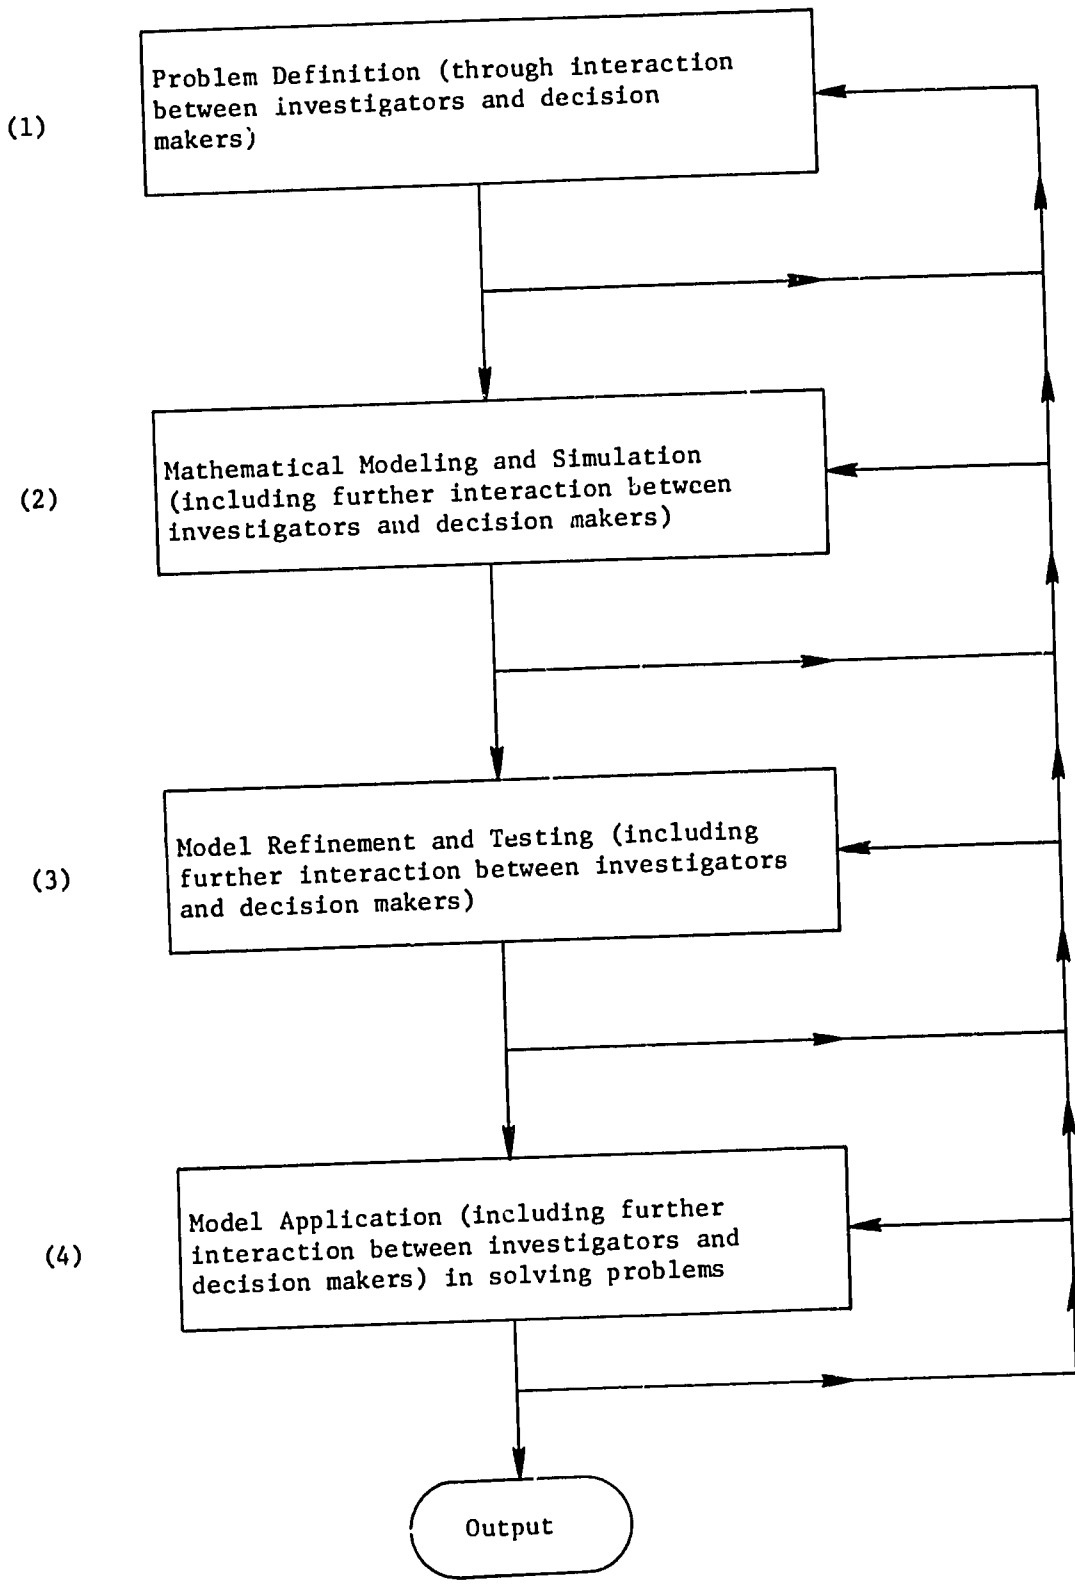 (1)
Problem Definition (through interaction
between investigators and decision
makers)
(2)
Mathematical Modeling and Simulation
(including further interaction between
investigators and decision makers)
(3)
Model Refinement and Testing (including
further interaction between investigators
and decision makers)
(4)
Model Application (including further
interaction between investigators and
decision makers) in solving problems
Output